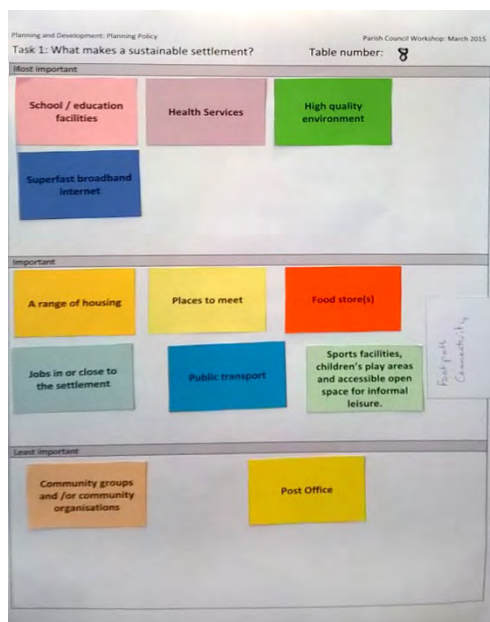 Planning and Development: Planning Policy
Parish Council Workshop: March 2015
Task 1: What makes a sustainable settlement?
Table number: 8
Most important
School / education
facilities
Health Services
High quality
environment
Superfast broadband
internet
Important
A range of housing
Places to meet
Food store(s)
Jobs in or close to
the settlement
Public transport
Sports facilities,
children's play areas
and accessible open
space for informal
leisure.
Footpath
Connectivity
Least important
Community groups
and /or community
organisations
Post Office